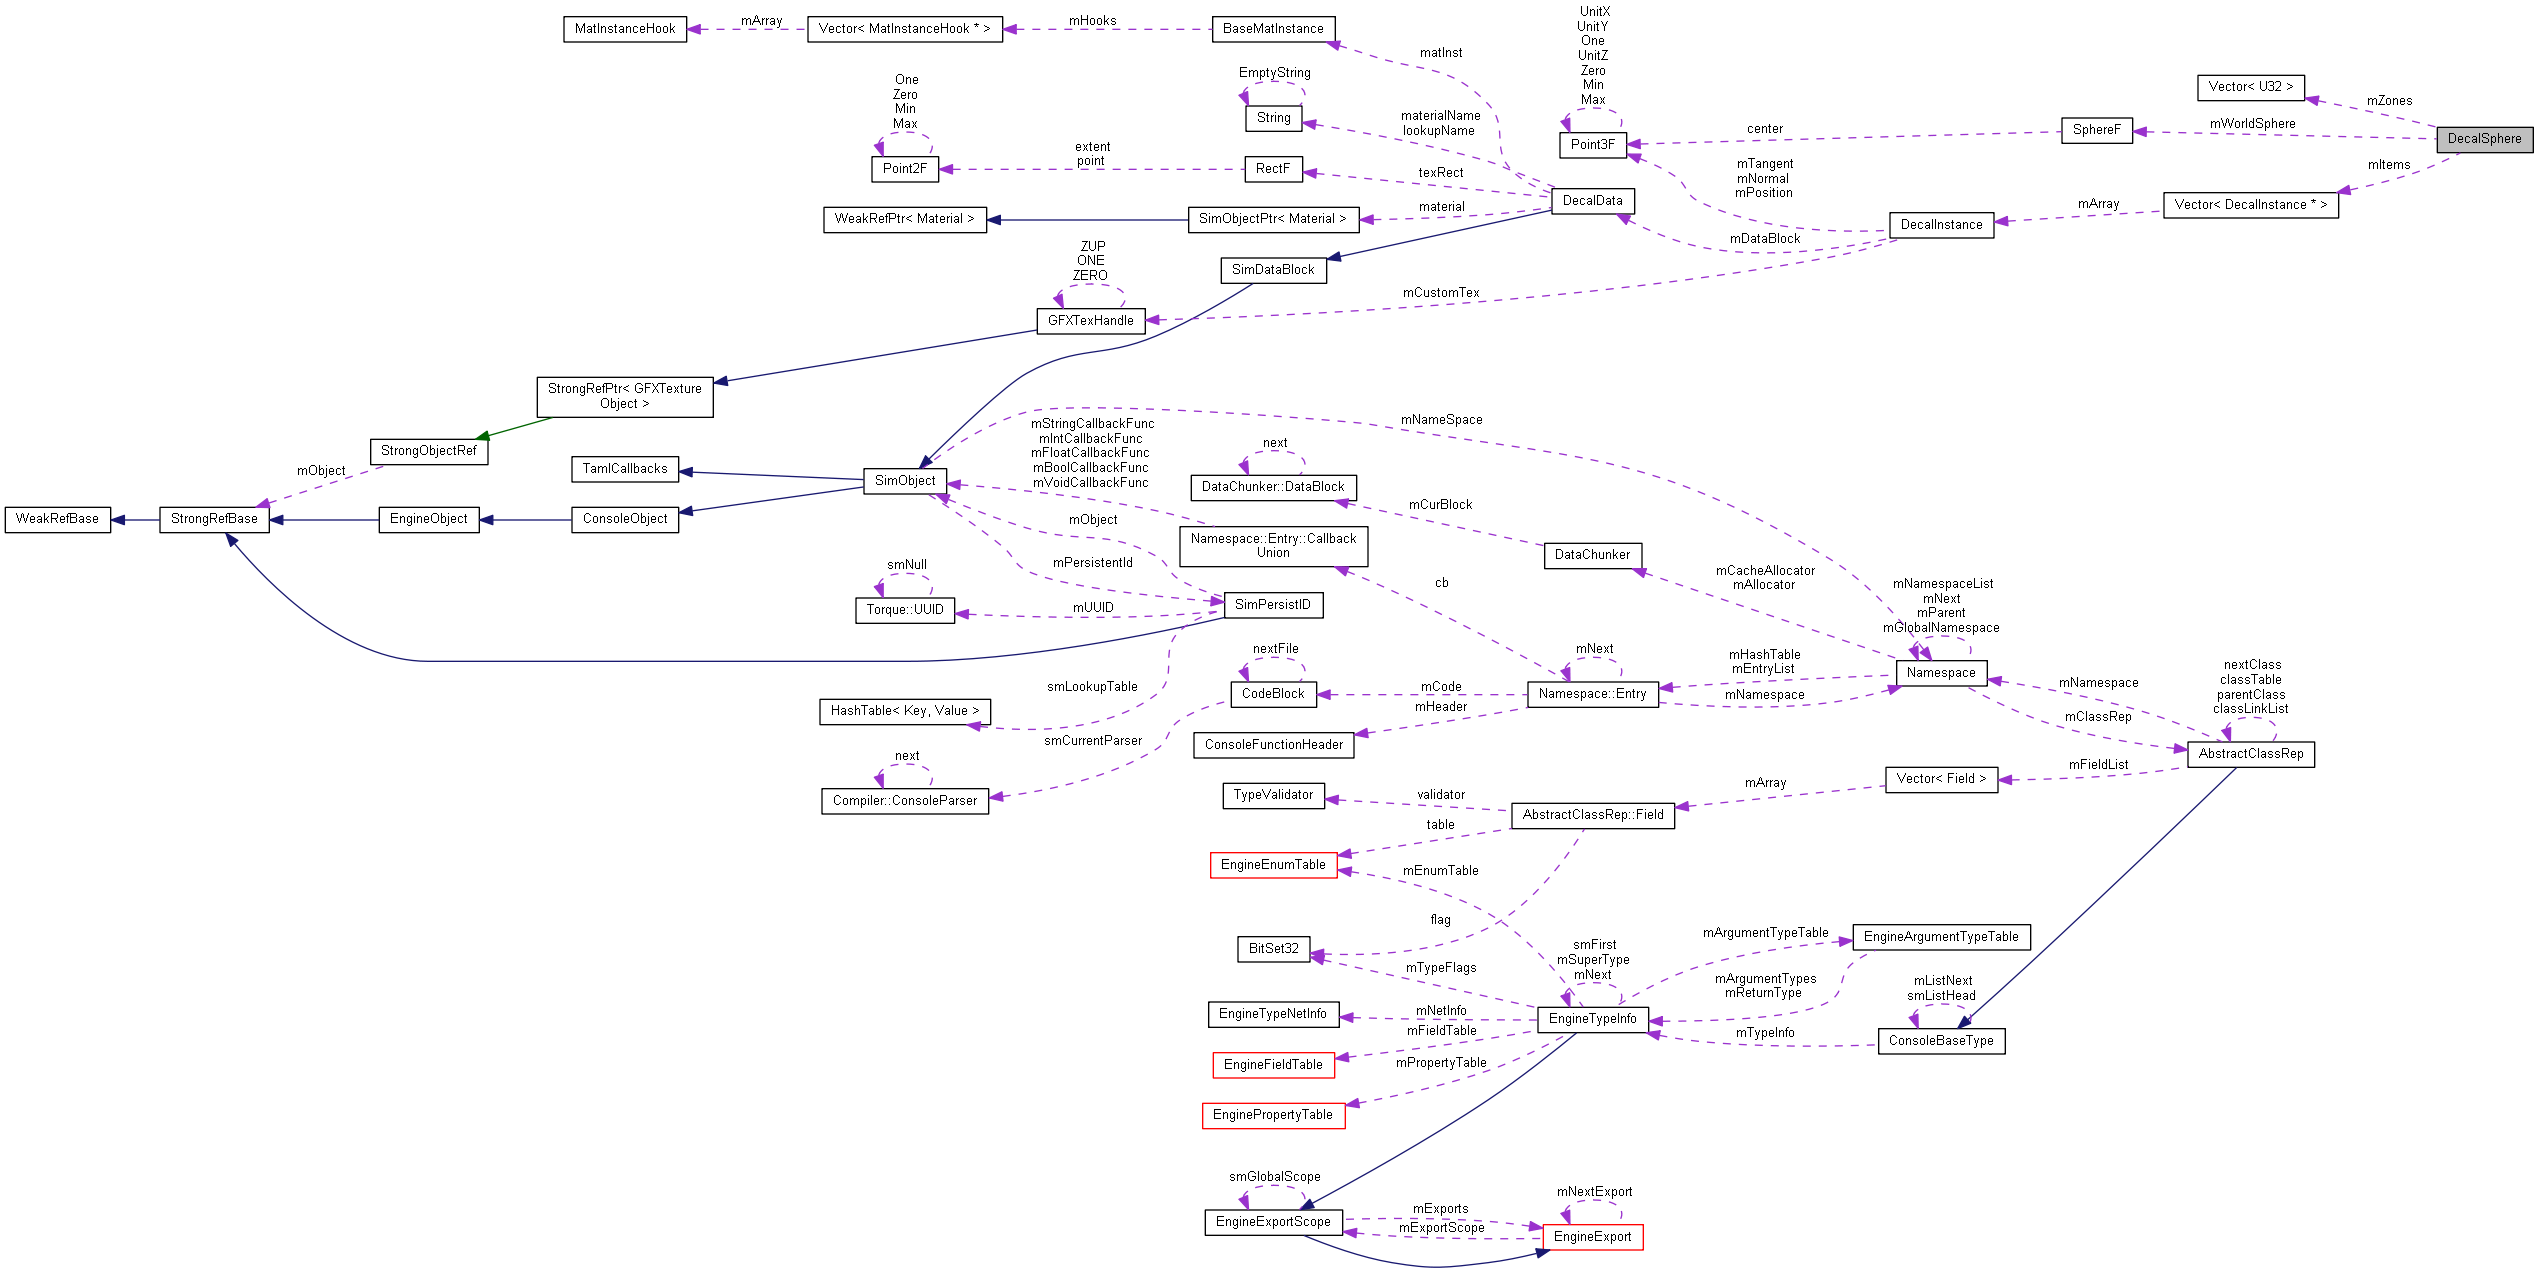 MatInstanceHook
mArray
Vector< MatInstanceHook * >
mHooks
BaseMatInstance
matInst
UnitX
UnitY
One
UnitZ
Zero
Min
Max
Point3F
center
SphereF
mWorldSphere
Vector< U32 >
mZones
DecalSphere
mItems
EmptyString
String
materialName
lookupName
One
Zero
Min
Max
Point2F
extent
point
RectF
texRect
mTangent
mNormal
mPosition
DecalData
WeakRefPtr< Material >
SimObjectPtr< Material >
material
mDataBlock
DecalInstance
mArray
Vector< DecalInstance * >
SimDataBlock
ZUP
ONE
ZERO
GFXTexHandle
mCustomTex
StrongRefPtr< GFXTexture
Object >
StrongObjectRef
mObject
TamlCallbacks
SimObject
mNameSpace
mStringCallbackFunc
mIntCallbackFunc
mFloatCallbackFunc
mBoolCallbackFunc
mVoidCallbackFunc
next
DataChunker::DataBlock
mCurBlock
WeakRefBase
StrongRefBase
EngineObject
ConsoleObject
mObject
Namespace::Entry::Callback
Union
DataChunker
mPersistentId
smNull
Torque::UUID
mUUID
SimPersistID
cb
mCacheAllocator
mAllocator
mNamespaceList
mNext
mParent
mGlobalNamespace
Namespace
smLookupTable
HashTable< Key, Value >
nextFile
CodeBlock
mCode
mHeader
mNext
Namespace::Entry
mHashTable
mEntryList
mNamespace
mNamespace
mClassRep
nextClass
classTable
parentClass
classLinkList
AbstractClassRep
smCurrentParser
ConsoleFunctionHeader
next
Compiler::ConsoleParser
TypeValidator
validator
table
AbstractClassRep::Field
mArray
Vector< Field >
mFieldList
EngineEnumTable
mEnumTable
flag
BitSet32
mTypeFlags
smFirst
mSuperType
mNext
EngineTypeInfo
mArgumentTypeTable
EngineArgumentTypeTable
mArgumentTypes
mReturnType
mListNext
smListHead
ConsoleBaseType
mTypeInfo
EngineTypeNetInfo
mNetInfo
mFieldTable
EngineFieldTable
mPropertyTable
EnginePropertyTable
smGlobalScope
EngineExportScope
mExports
mExportScope
mNextExport
EngineExport